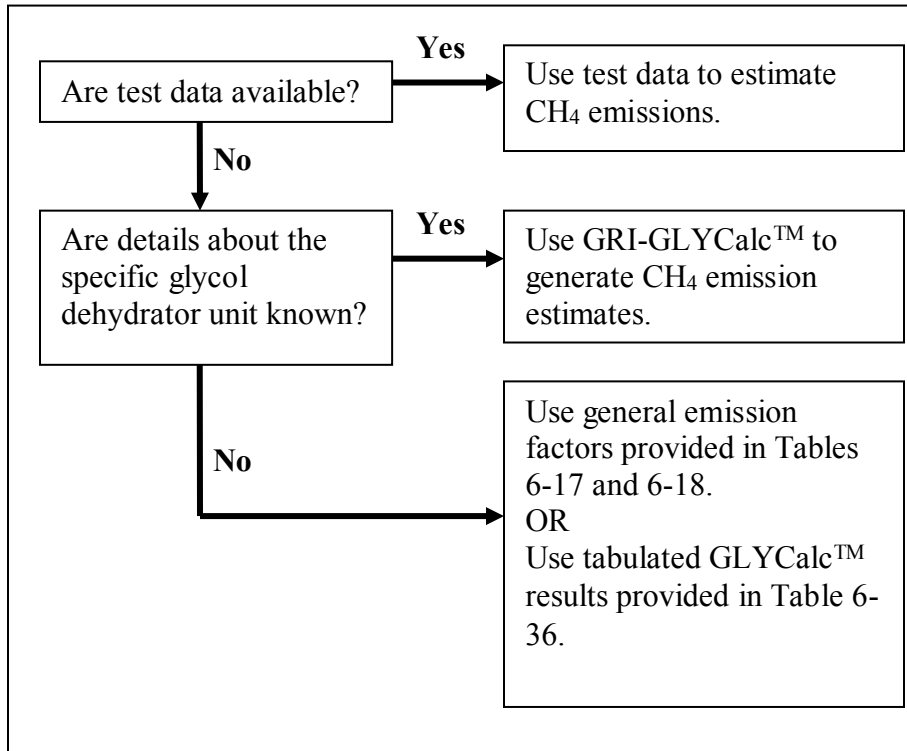 Are test data available?
Yes
Use test data to estimate
CH₄ emissions.
No
Are details about the
specific glycol
dehydrator unit known?
Yes
Use GRI-GLYCalc™ to
generate CH₄ emission
estimates.
No
Use general emission
factors provided in Tables
6-17 and 6-18.
OR
Use tabulated GLYCalc™
results provided in Table 6-
36.